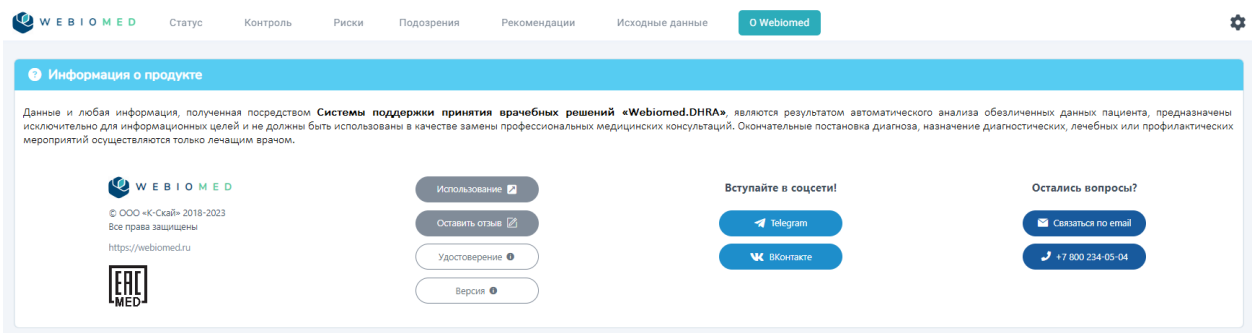 WEBIOMED Статус Контроль Риски Подозрения Рекомендации Исходные данные О Webiomed
Информация о продукте
Данные и любая информация, полученная посредством Системы поддержки принятия врачебных решений «Webiomed.DHRA», являются результатом автоматического анализа обезличенных данных пациента, предназначены
исключительно для информационных целей и не должны быть использованы в качестве замены профессиональных медицинских консультаций. Окончательные постановка диагноза, назначение диагностических, лечебных или профилактических
мероприятий осуществляются только лечащим врачом.
WEBIOMED
© ООО «К-Скай» 2018-2023
Все права защищены
https://webiomed.ru
EAC
MED
Использование
Оставить отзыв
Удостоверение
Версия
Вступайте в соцсети!
Telegram
ВКонтакте
Остались вопросы?
Связаться по email
+7 800 234-05-04